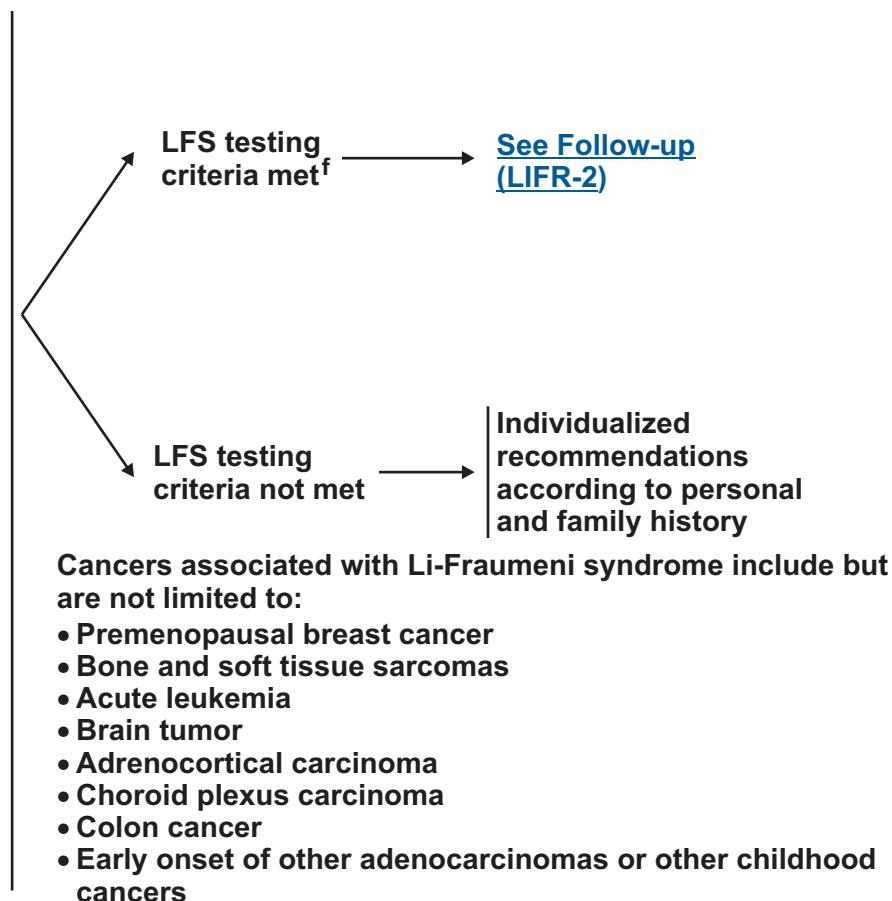 LFS testing
criteria metf
See Follow-up
(LIFR-2)
LFS testing
criteria not met
Individualized
recommendations
according to personal
and family history
Cancers associated with Li-Fraumeni syndrome include but
are not limited to:
• Premenopausal breast cancer
• Bone and soft tissue sarcomas
• Acute leukemia
• Brain tumor
• Adrenocortical carcinoma
• Choroid plexus carcinoma
• Colon cancer
• Early onset of other adenocarcinomas or other childhood
cancers